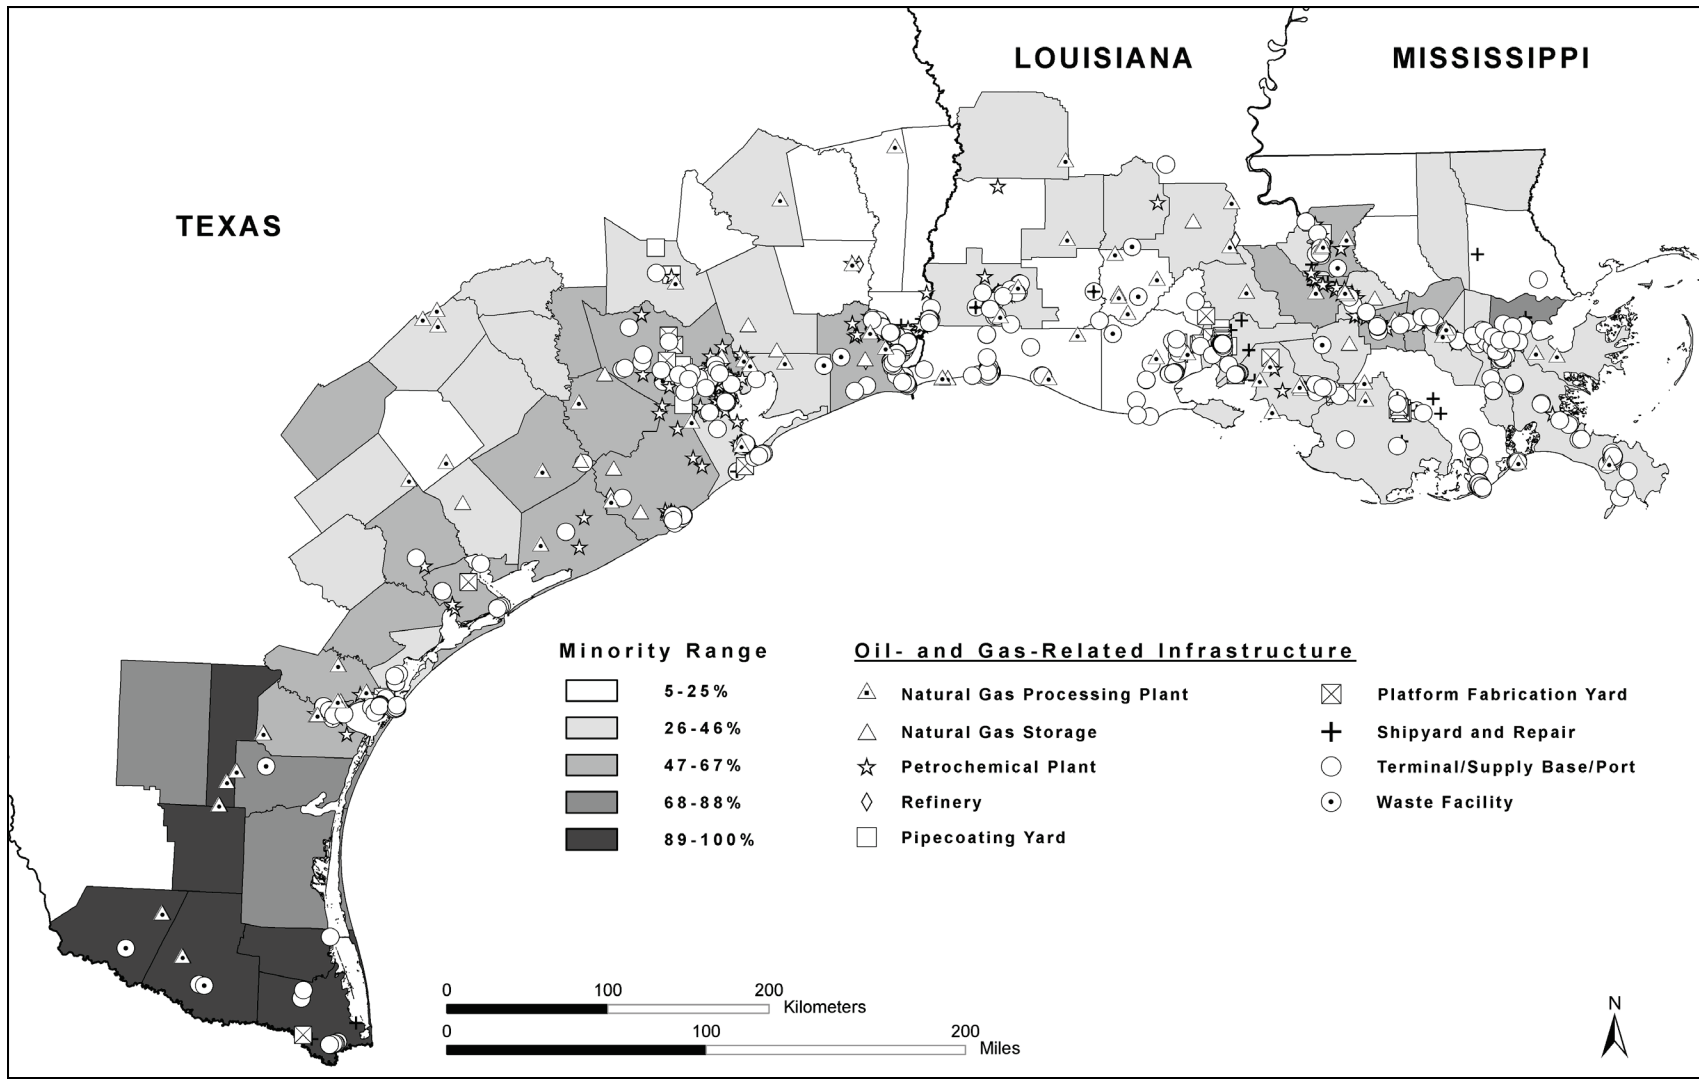 LOUISIANA
MISSISSIPPI
TEXAS
Minority Range
5-25%
26-46%
47-67%
68-88%
89-100%
Oil- and Gas-Related Infrastructure
Natural Gas Processing Plant
Natural Gas Storage
Petrochemical Plant
Refinery
Pipecoating Yard
Platform Fabrication Yard
Shipyard and Repair
Terminal/Supply Base/Port
Waste Facility
0 100 200
Kilometers
0 100 200
Miles
N